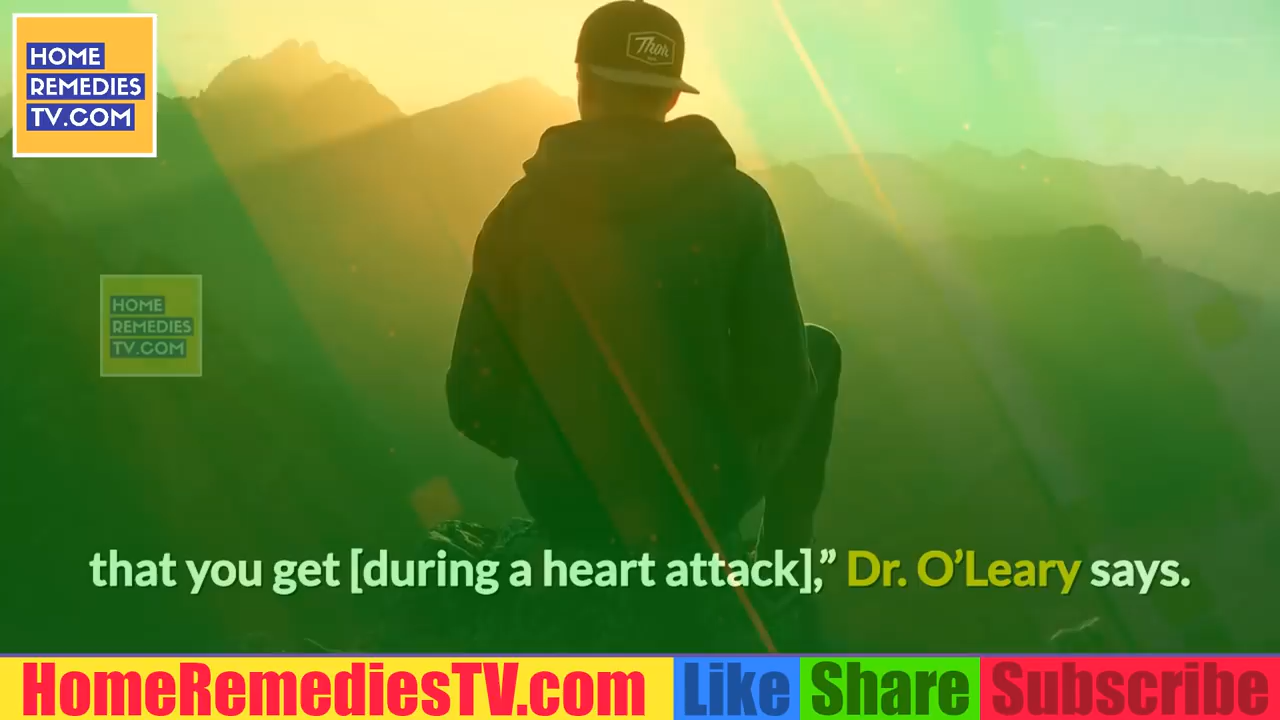 HOME
REMEDIES
TV.COM
Thor
HOME
REMEDIES
TV.COM
that you get [during a heart attack],” Dr. O’Leary says.
HomeRemediesTV.com Like Share Subscribe